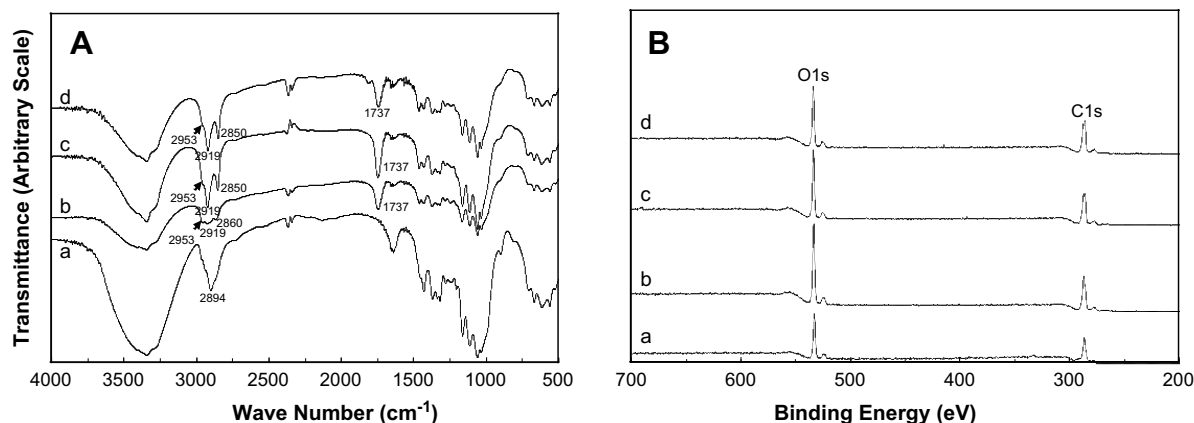 A
Transmittance (Arbitrary Scale)
d
2953
2919
2850
1737
c
2953
2919
2850
1737
b
2953
2919
2860
1737
a
2894
4000 3500 3000 2500 2000 1500 1000 500
Wave Number (cm-1)
B
O1s
C1s
d
c
b
a
700 600 500 400 300 200
Binding Energy (eV)